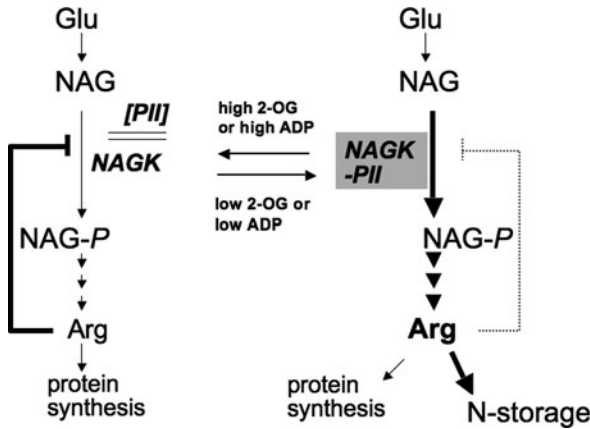 Glu
NAG
[PII]
NAGK
NAG-P
Arg
protein
synthesis
high 2-OG
or high ADP
low 2-OG or
low ADP
Glu
NAG
NAGK
-PII
NAG-P
Arg
protein
synthesis
N-storage